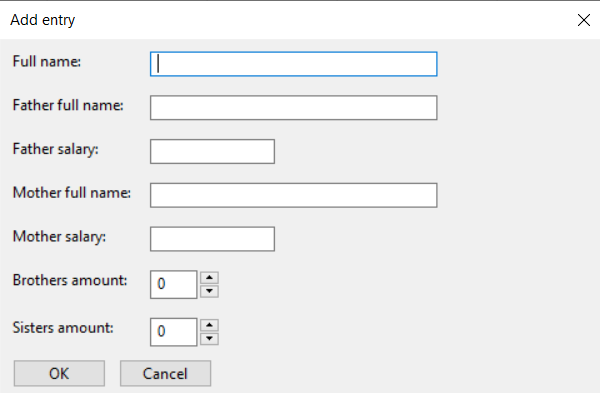 Add entry
Full name:
Father full name:
Father salary:
Mother full name:
Mother salary:
Brothers amount: 0
Sisters amount: 0
OK Cancel